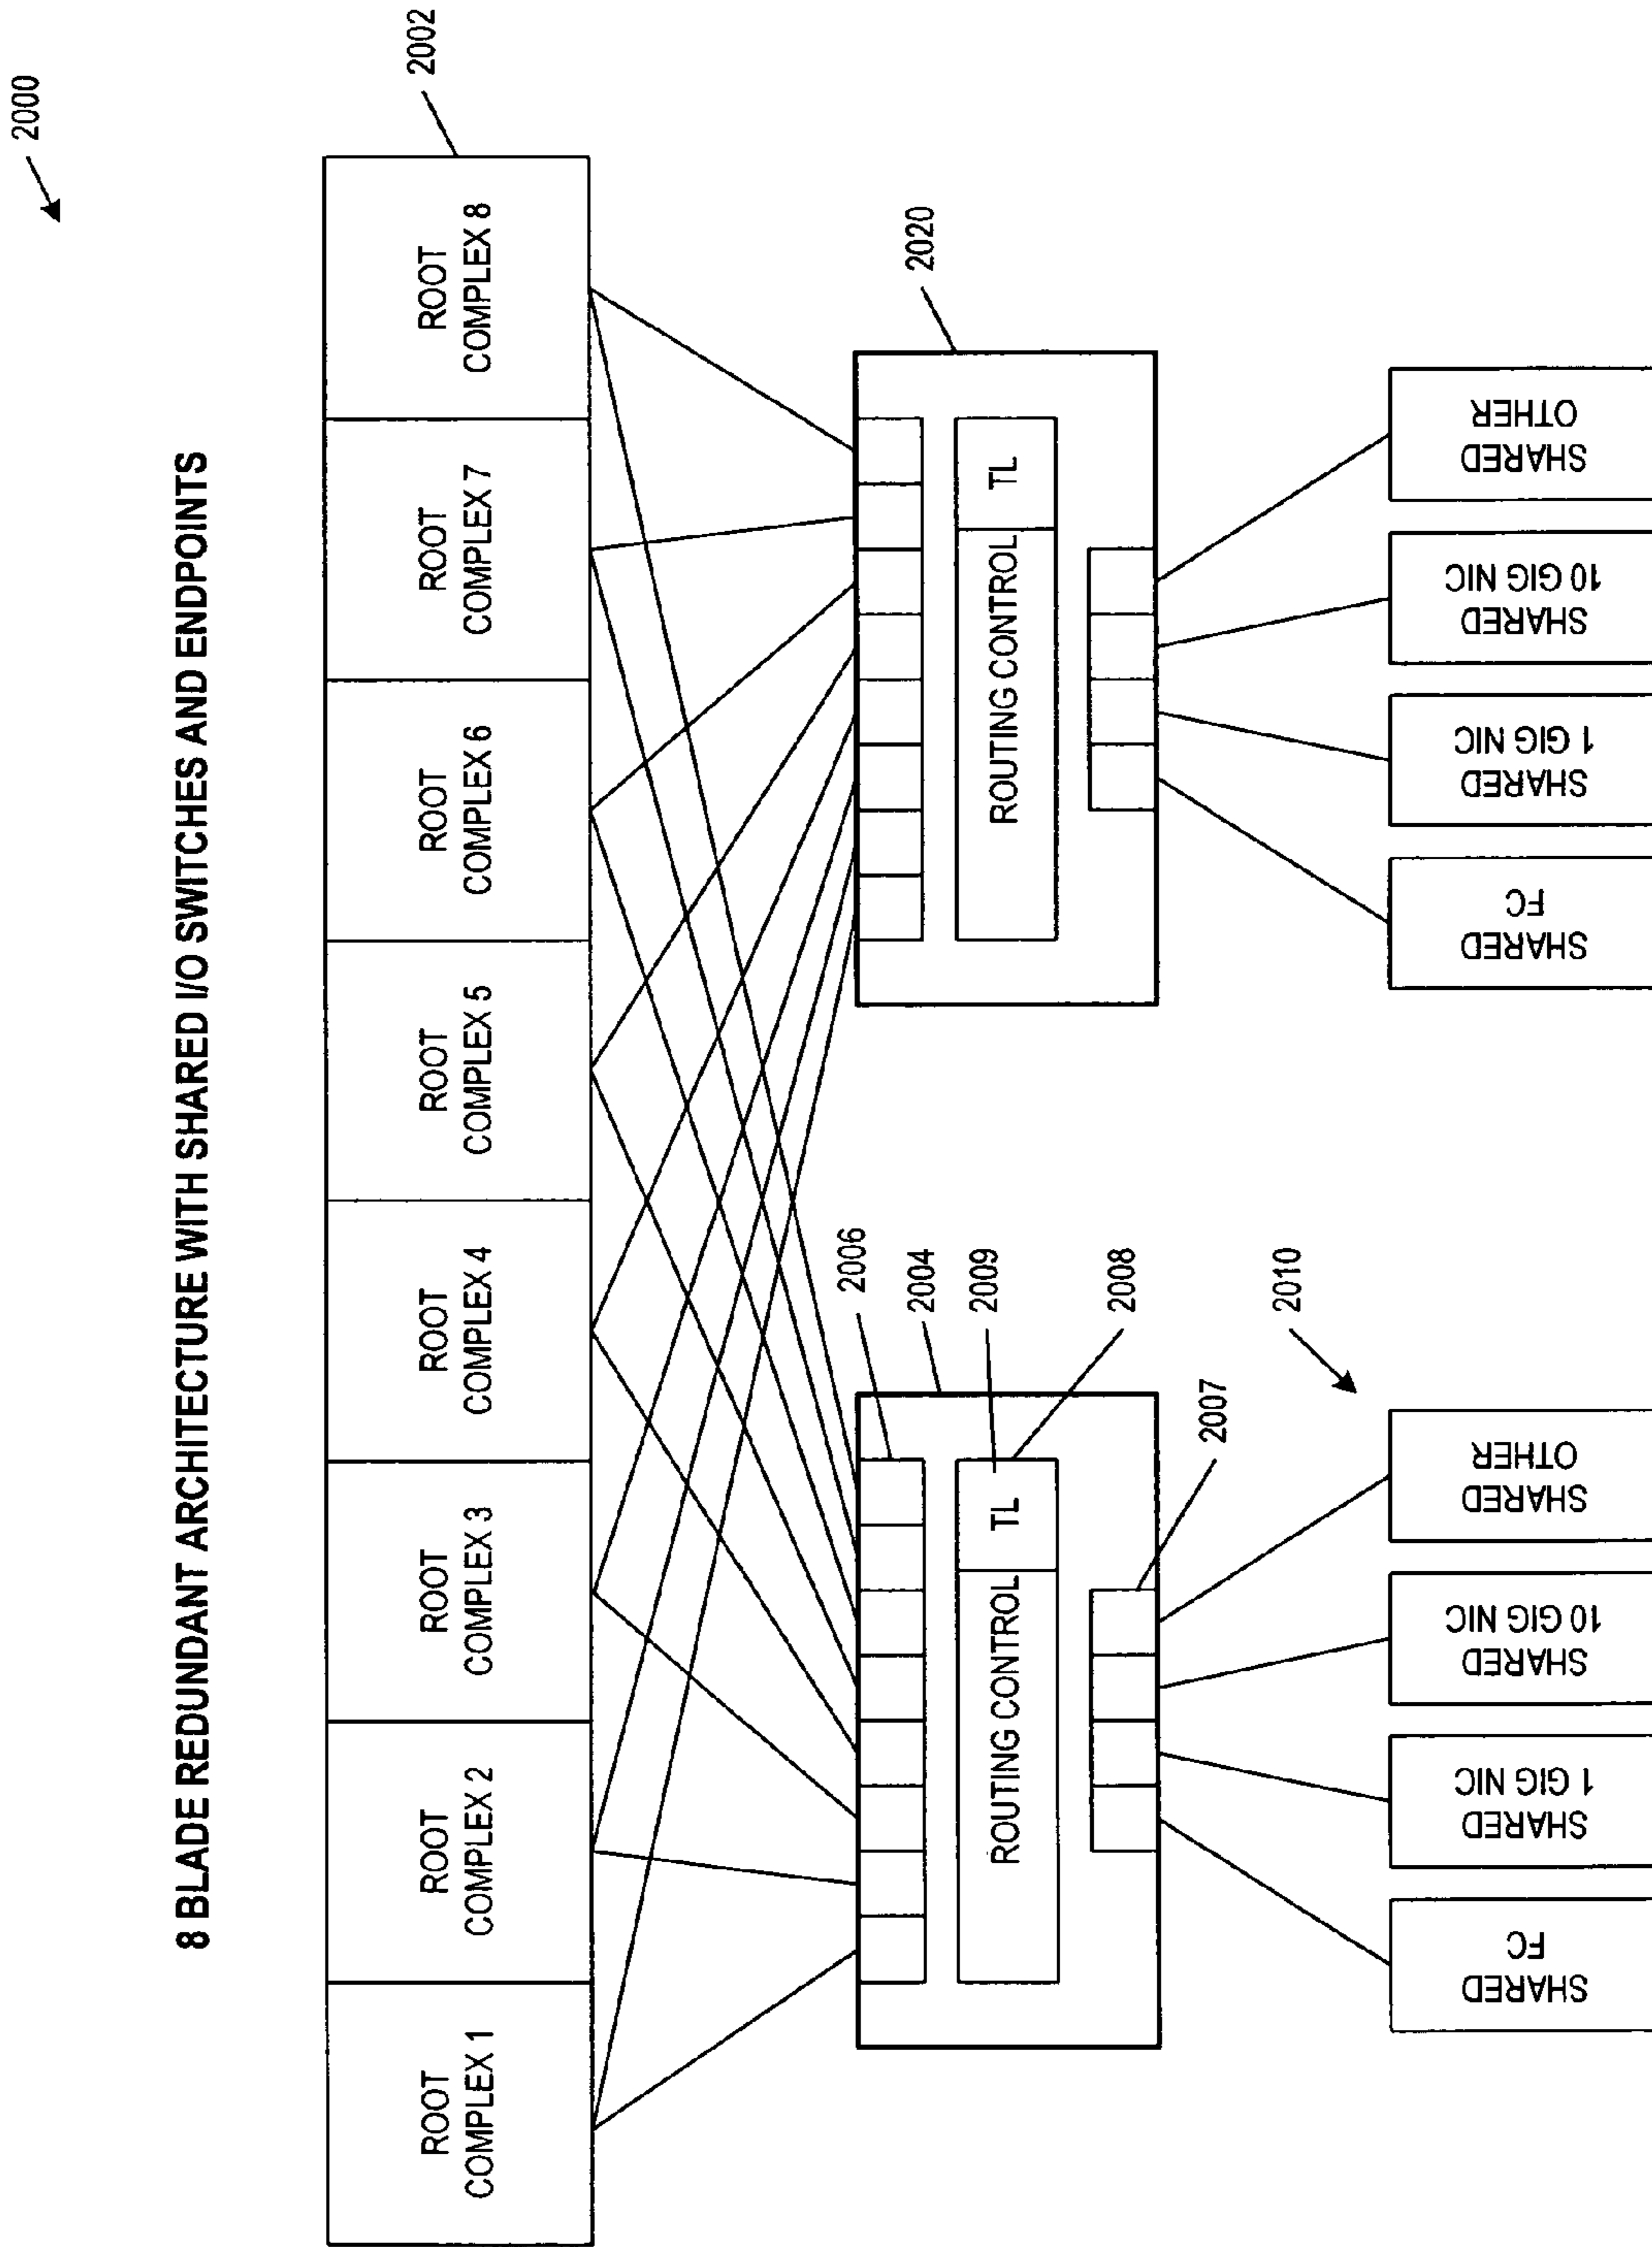 2000
8 BLADE REDUNDANT ARCHITECTURE WITH SHARED I/O SWITCHES AND ENDPOINTS
2002
ROOT
COMPLEX 1
ROOT
COMPLEX 2
ROOT
COMPLEX 3
ROOT
COMPLEX 4
ROOT
COMPLEX 5
ROOT
COMPLEX 6
ROOT
COMPLEX 7
ROOT
COMPLEX 8
2006
2004
2009
2008
2007
2010
ROUTING CONTROL
TL
2020
ROUTING CONTROL
TL
SHARED
FC
SHARED
1 GIG NIC
SHARED
10 GIG NIC
SHARED
OTHER
SHARED
FC
SHARED
1 GIG NIC
SHARED
10 GIG NIC
SHARED
OTHER